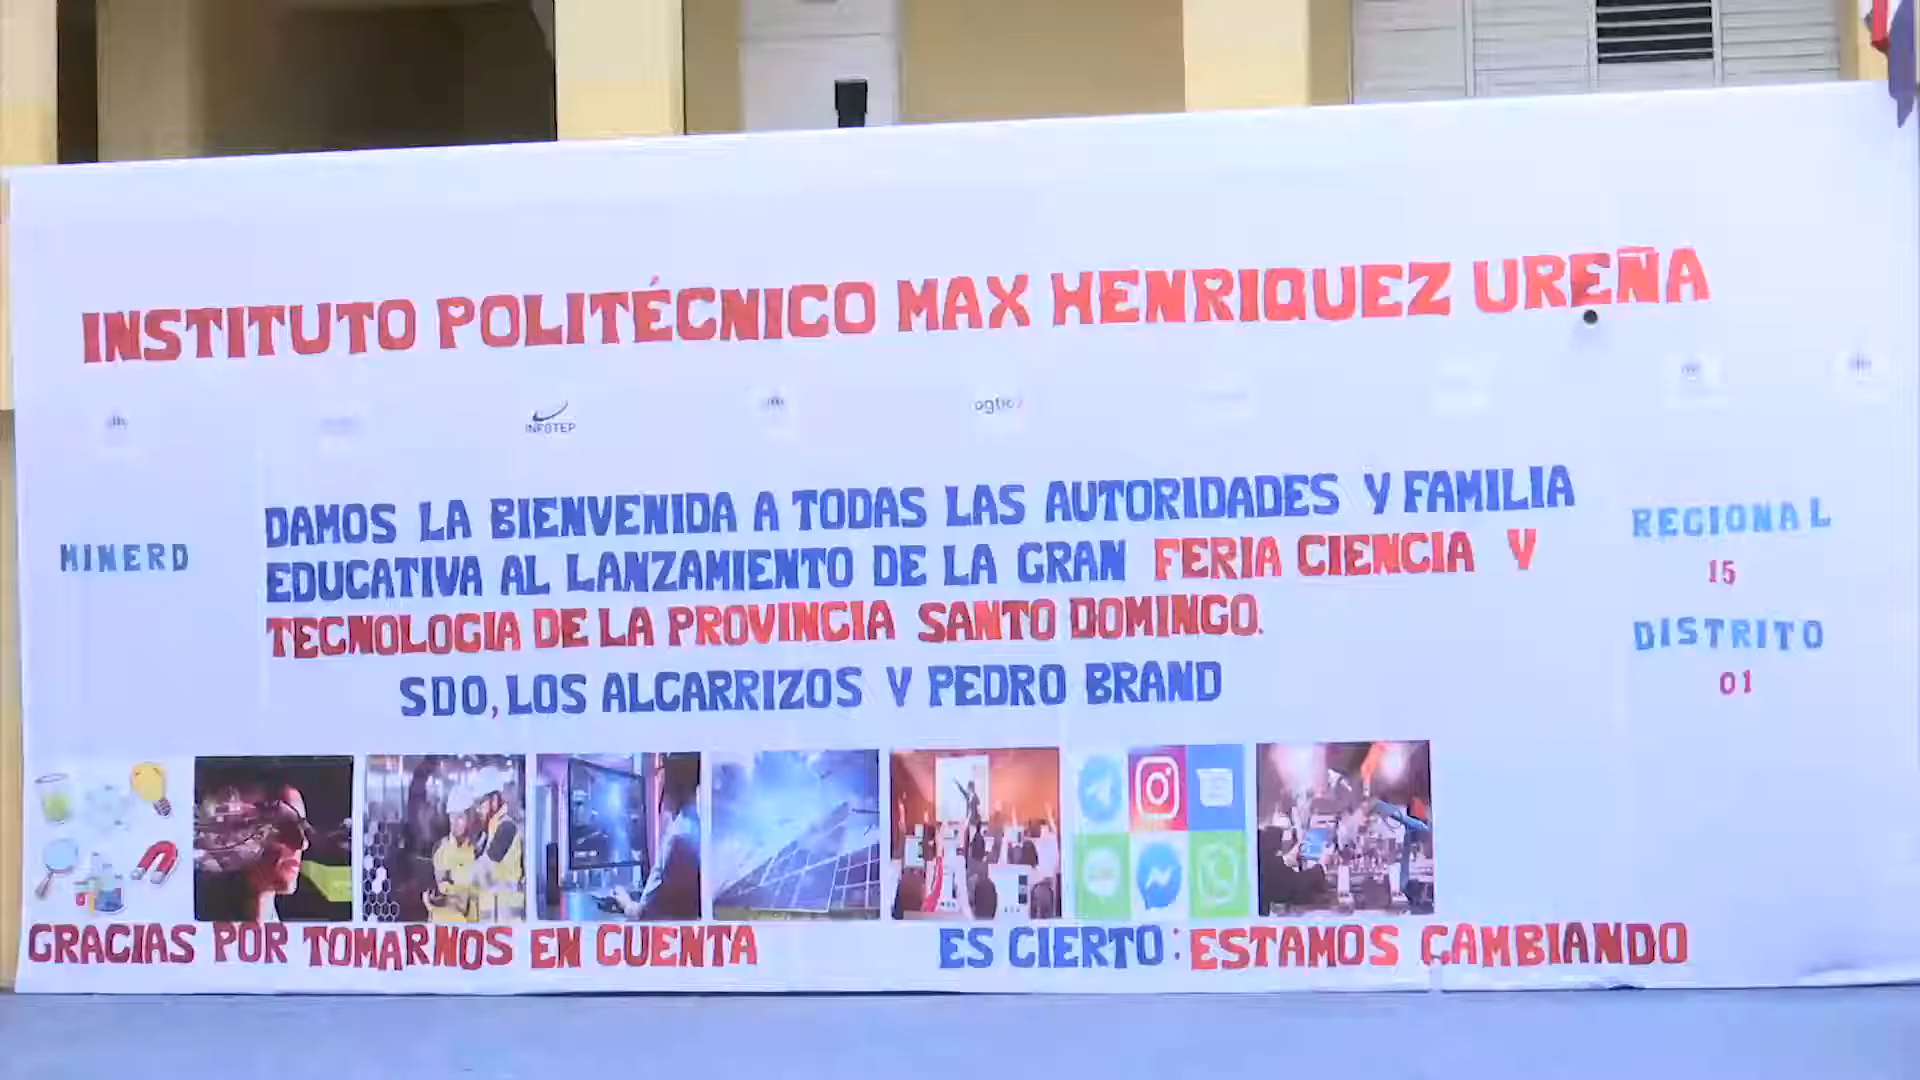 INSTITUTO POLITÉCNICO MAX HENRIQUEZ UREÑA
INFOTEP
ogtic
DAMOS LA BIENVENIDA A TODAS LAS AUTORIDADES Y FAMILIA
EDUCATIVA AL LANZAMIENTO DE LA GRAN FERIA CIENCIA Y
TECNOLOGIA DE LA PROVINCIA SANTO DOMINGO.
SDO, LOS ALCARRIZOS Y PEDRO BRAND
MINERD
REGIONAL
15
DISTRITO
01
GRACIAS POR TOMARNOS EN CUENTA
ES CIERTO: ESTAMOS CAMBIANDO